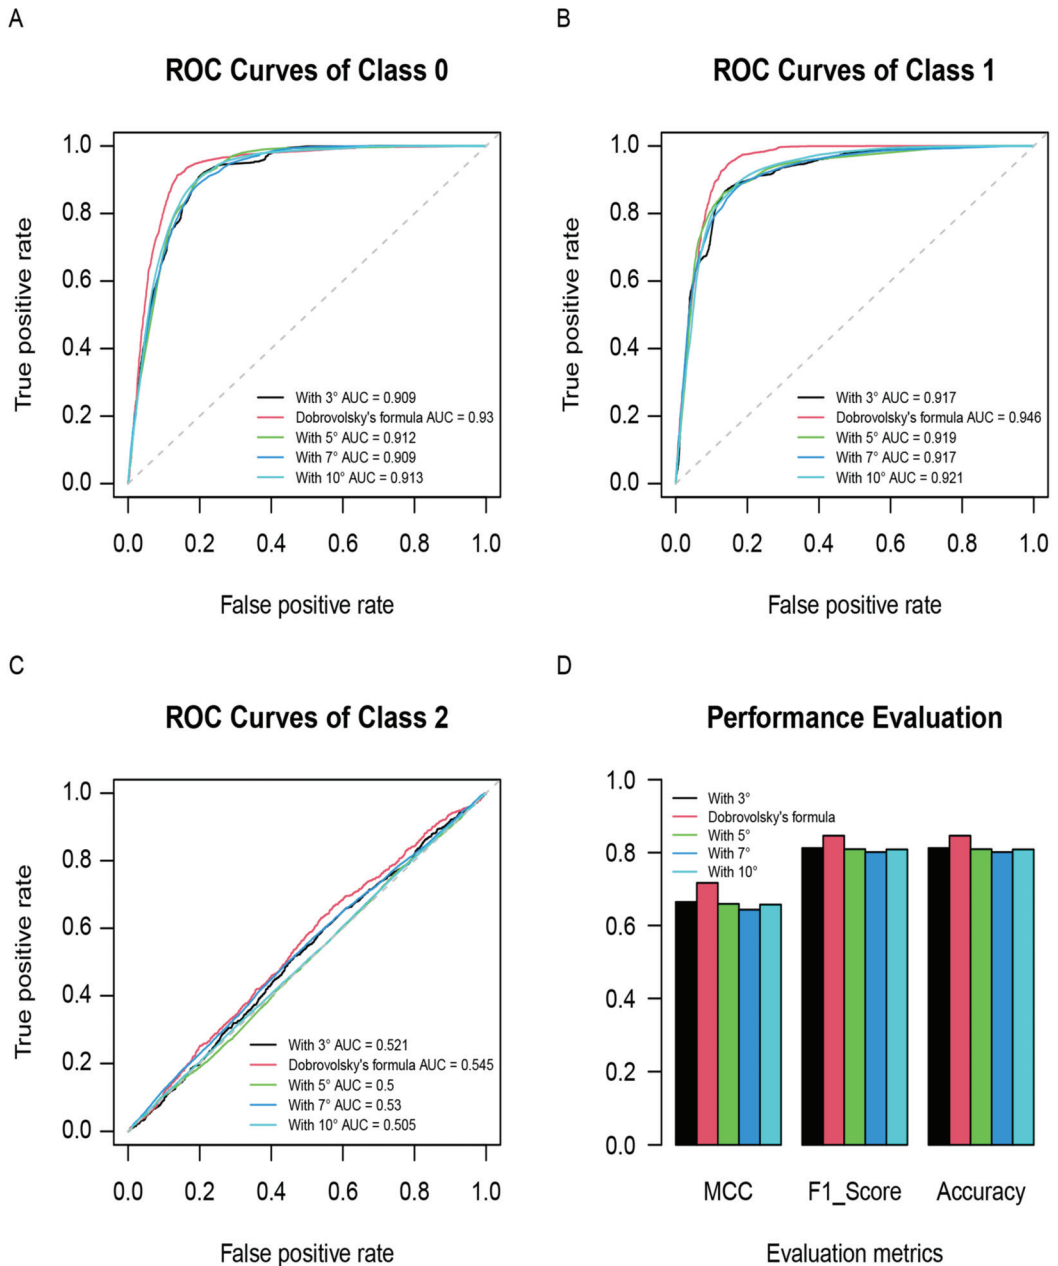 A
ROC Curves of Class 0
True positive rate
1.0
0.8
0.6
0.4
0.2
0.0
With 3° AUC = 0.909
Dobrovolsky's formula AUC = 0.93
With 5° AUC = 0.912
With 7° AUC = 0.909
With 10° AUC = 0.913
0.0 0.2 0.4 0.6 0.8 1.0
False positive rate
B
ROC Curves of Class 1
True positive rate
1.0
0.8
0.6
0.4
0.2
0.0
With 3° AUC = 0.917
Dobrovolsky's formula AUC = 0.946
With 5° AUC = 0.919
With 7° AUC = 0.917
With 10° AUC = 0.921
0.0 0.2 0.4 0.6 0.8 1.0
False positive rate
C
ROC Curves of Class 2
True positive rate
1.0
0.8
0.6
0.4
0.2
0.0
With 3° AUC = 0.521
Dobrovolsky's formula AUC = 0.545
With 5° AUC = 0.5
With 7° AUC = 0.53
With 10° AUC = 0.505
0.0 0.2 0.4 0.6 0.8 1.0
False positive rate
D
Performance Evaluation
1.0
0.8
0.6
0.4
0.2
0.0
With 3°
Dobrovolsky's formula
With 5°
With 7°
With 10°
MCC F1_Score Accuracy
Evaluation metrics